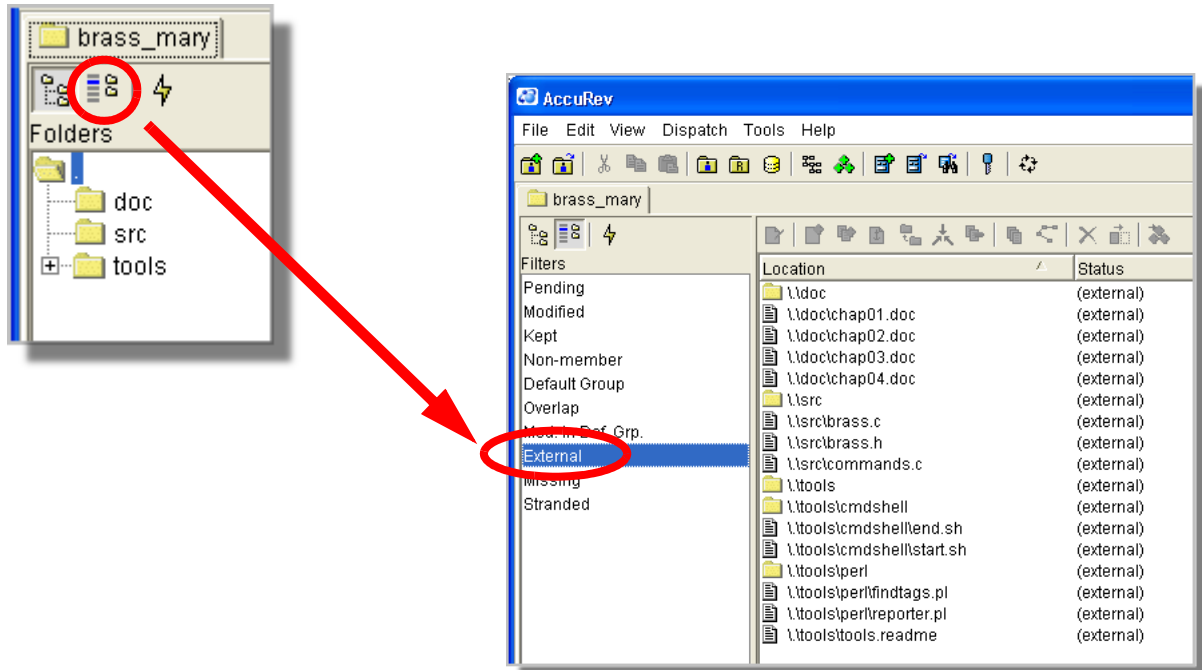 brass_mary
Folders
.
doc
src
tools
AccuRev
File Edit View Dispatch Tools Help
brass_mary
Filters
Pending
Modified
Kept
Non-member
Default Group
Overlap
Mod. in Def. Grp.
External
Missing
Stranded
Location Status
\.\doc (external)
\.\doc\chap01.doc (external)
\.\doc\chap02.doc (external)
\.\doc\chap03.doc (external)
\.\doc\chap04.doc (external)
\.\src (external)
\.\src\brass.c (external)
\.\src\brass.h (external)
\.\src\commands.c (external)
\.\tools (external)
\.\tools\cmdshell (external)
\.\tools\cmdshell\end.sh (external)
\.\tools\cmdshell\start.sh (external)
\.\tools\perl (external)
\.\tools\perl\findtags.pl (external)
\.\tools\perl\reporter.pl (external)
\.\tools\tools.readme (external)